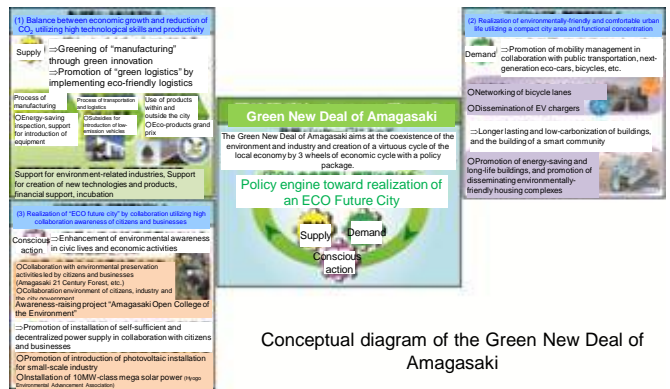 (1) Balance between economic growth and reduction of
CO2 utilizing high technological skills and productivity
Supply
⇒Greening of “manufacturing”
through green innovation
⇒Promotion of “green logistics” by
implementing eco-friendly logistics
Process of
manufacturing
Process of transportation
and logistics
Use of products
within and
outside the city
○Energy-saving
inspection, support
for introduction of
equipment
○Subsidies for
introduction of low-
emission vehicles
○Eco-products grand
prix
Support for environment-related industries, Support
for creation of new technologies and products,
financial support, incubation
(3) Realization of “ECO future city” by collaboration utilizing high
collaboration awareness of citizens and businesses
Conscious
action
⇒Enhancement of environmental awareness
in civic lives and economic activities
○Collaboration with environmental preservation
activities led by citizens and businesses
(Amagasaki 21 Century Forest, etc.)
○Collaboration environment of citizens, industry and
the city government
Awareness-raising project “Amagasaki Open College of
the Environment”
⇒Promotion of installation of self-sufficient and
decentralized power supply in collaboration with citizens
and businesses
○Promotion of introduction of photovoltaic installation
for small-scale industry
○Installation of 10MW-class mega solar power (Hyogo
Environmental Advancement Association)
Green New Deal of Amagasaki
The Green New Deal of Amagasaki aims at the coexistence of the
environment and industry and creation of a virtuous cycle of the
local economy by 3 wheels of economic cycle with a policy
package.
Policy engine toward realization of
an ECO Future City
Supply
Demand
Conscious
action
(2) Realization of environmentally-friendly and comfortable urban
life utilizing a compact city area and functional concentration
Demand
⇒Promotion of mobility management in
collaboration with public transportation, next-
generation eco-cars, bicycles, etc.
○Networking of bicycle lanes
○Dissemination of EV chargers
⇒Longer lasting and low-carbonization of buildings,
and the building of a smart community
○Promotion of energy-saving and
long-life buildings, and promotion of
disseminating environmentally-
friendly housing complexes
Conceptual diagram of the Green New Deal of
Amagasaki